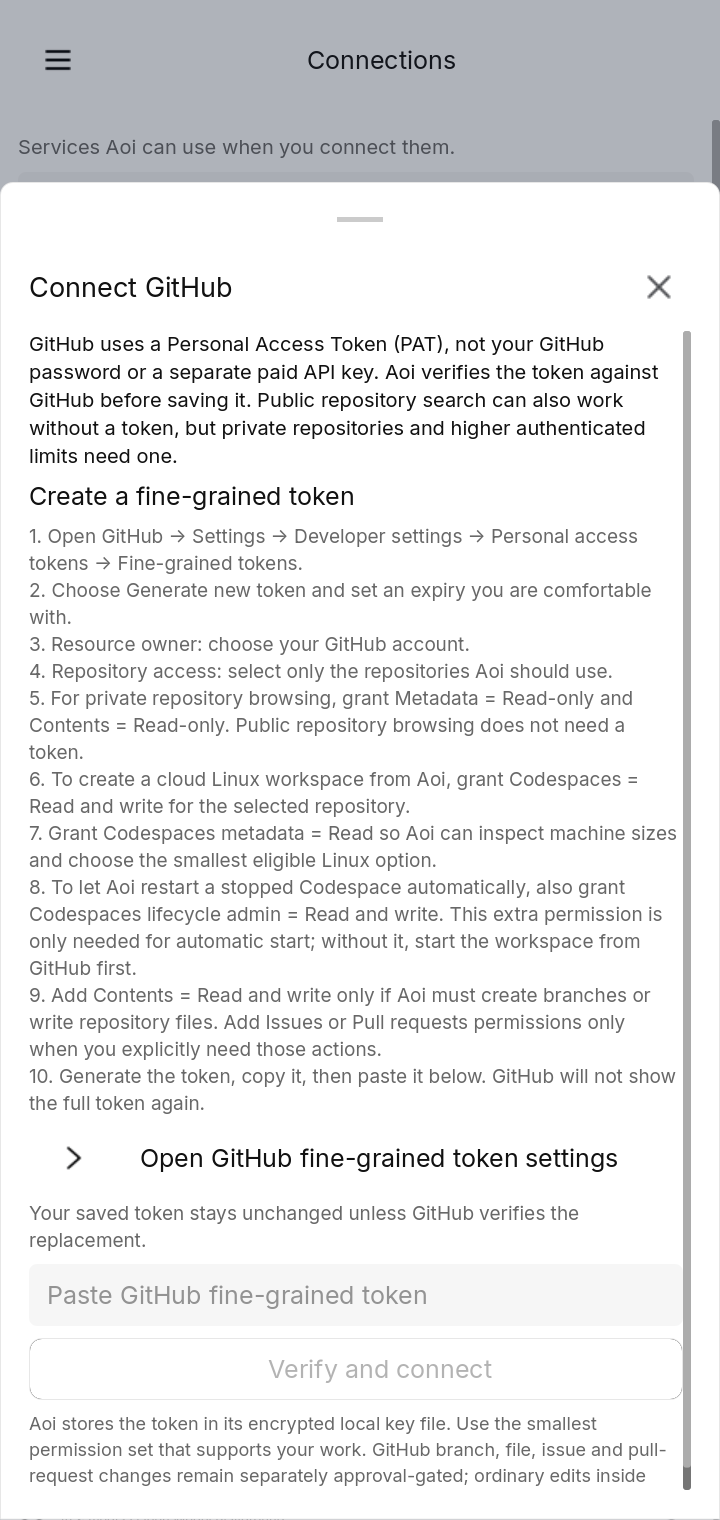 Connections
Services Aoi can use when you connect them.
Connect GitHub
GitHub uses a Personal Access Token (PAT), not your GitHub
password or a separate paid API key. Aoi verifies the token against
GitHub before saving it. Public repository search can also work
without a token, but private repositories and higher authenticated
limits need one.
Create a fine-grained token
1. Open GitHub → Settings → Developer settings → Personal access
tokens → Fine-grained tokens.
2. Choose Generate new token and set an expiry you are comfortable
with.
3. Resource owner: choose your GitHub account.
4. Repository access: select only the repositories Aoi should use.
5. For private repository browsing, grant Metadata = Read-only and
Contents = Read-only. Public repository browsing does not need a
token.
6. To create a cloud Linux workspace from Aoi, grant Codespaces =
Read and write for the selected repository.
7. Grant Codespaces metadata = Read so Aoi can inspect machine sizes
and choose the smallest eligible Linux option.
8. To let Aoi restart a stopped Codespace automatically, also grant
Codespaces lifecycle admin = Read and write. This extra permission is
only needed for automatic start; without it, start the workspace from
GitHub first.
9. Add Contents = Read and write only if Aoi must create branches or
write repository files. Add Issues or Pull requests permissions only
when you explicitly need those actions.
10. Generate the token, copy it, then paste it below. GitHub will not show
the full token again.
Open GitHub fine-grained token settings
Your saved token stays unchanged unless GitHub verifies the
replacement.
Paste GitHub fine-grained token
Verify and connect
Aoi stores the token in its encrypted local key file. Use the smallest
permission set that supports your work. GitHub branch, file, issue and pull-
request changes remain separately approval-gated; ordinary edits inside